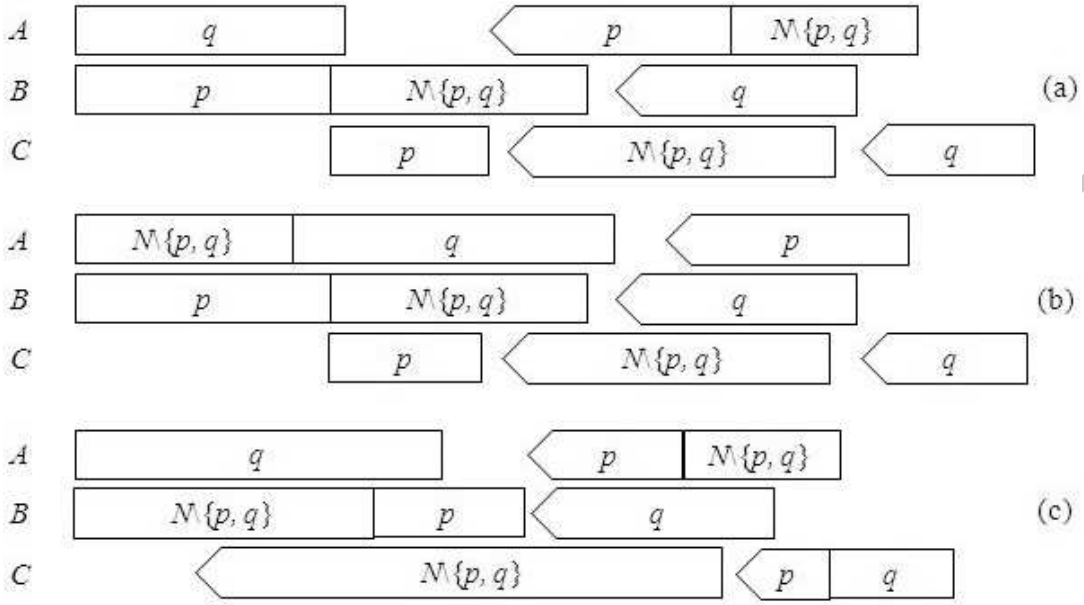 A q p N\{p, q}
B p N\{p, q} q (a)
C p N\{p, q} q
A N\{p, q} q p
B p N\{p, q} q (b)
C p N\{p, q} q
A q p N\{p, q}
B N\{p, q} p q (c)
C N\{p, q} p q